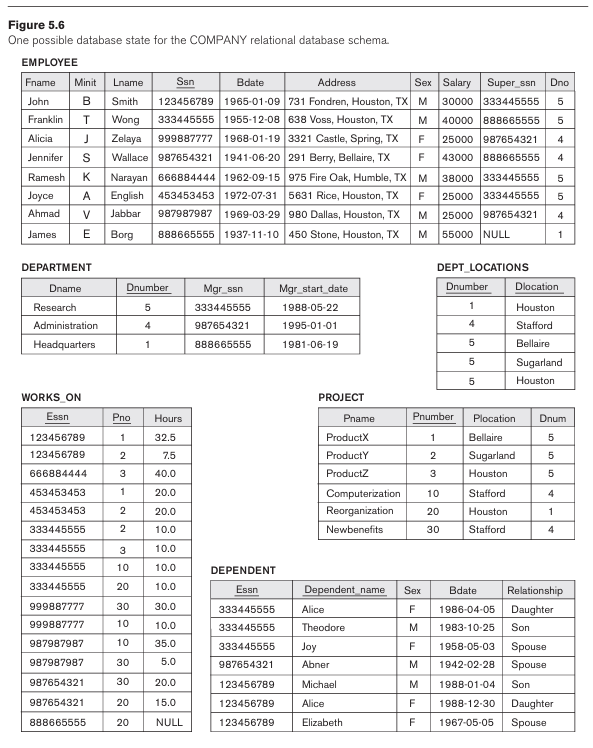 Figure 5.6
One possible database state for the COMPANY relational database schema.
EMPLOYEE
Fname Minit Lname Ssn Bdate Address Sex Salary Super_ssn Dno
John B Smith 123456789 1965-01-09 731 Fondren, Houston, TX M 30000 333445555 5
Franklin T Wong 333445555 1955-12-08 638 Voss, Houston, TX M 40000 888665555 5
Alicia J Zelaya 999887777 1968-01-19 3321 Castle, Spring, TX F 25000 987654321 4
Jennifer S Wallace 987654321 1941-06-20 291 Berry, Bellaire, TX F 43000 888665555 4
Ramesh K Narayan 666884444 1962-09-15 975 Fire Oak, Humble, TX M 38000 333445555 5
Joyce A English 453453453 1972-07-31 5631 Rice, Houston, TX F 25000 333445555 5
Ahmad V Jabbar 987987987 1969-03-29 980 Dallas, Houston, TX M 25000 987654321 4
James E Borg 888665555 1937-11-10 450 Stone, Houston, TX M 55000 NULL 1
DEPARTMENT
Dname Dnumber Mgr_ssn Mgr_start_date
Research 5 333445555 1988-05-22
Administration 4 987654321 1995-01-01
Headquarters 1 888665555 1981-06-19
DEPT_LOCATIONS
Dnumber Dlocation
1 Houston
4 Stafford
5 Bellaire
5 Sugarland
5 Houston
WORKS_ON
Essn Pno Hours
123456789 1 32.5
123456789 2 7.5
666884444 3 40.0
453453453 1 20.0
453453453 2 20.0
333445555 2 10.0
333445555 3 10.0
333445555 10 10.0
333445555 20 10.0
999887777 30 30.0
999887777 10 10.0
987987987 10 35.0
987987987 30 5.0
987654321 30 20.0
987654321 20 15.0
888665555 20 NULL
PROJECT
Pname Pnumber Plocation Dnum
ProductX 1 Bellaire 5
ProductY 2 Sugarland 5
ProductZ 3 Houston 5
Computerization 10 Stafford 4
Reorganization 20 Houston 1
Newbenefits 30 Stafford 4
DEPENDENT
Essn Dependent_name Sex Bdate Relationship
333445555 Alice F 1986-04-05 Daughter
333445555 Theodore M 1983-10-25 Son
333445555 Joy F 1958-05-03 Spouse
987654321 Abner M 1942-02-28 Spouse
123456789 Michael M 1988-01-04 Son
123456789 Alice F 1988-12-30 Daughter
123456789 Elizabeth F 1967-05-05 Spouse